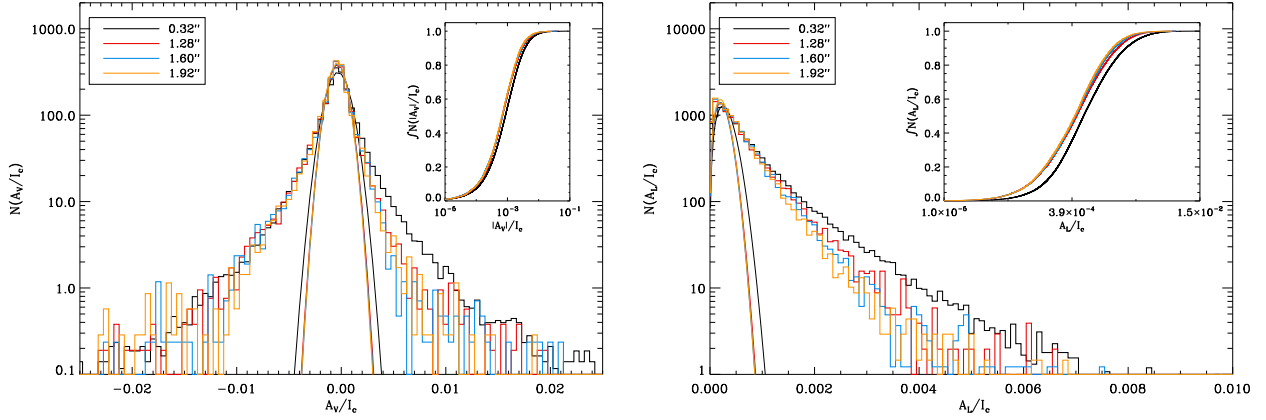 1000.0
100.0
10.0
1.0
0.1
N(A_V/I_c)
−0.02 −0.01 0.00 0.01 0.02
A_V/I_c
0.32''
1.28''
1.60''
1.92''
1.0
0.8
0.6
0.4
0.2
0.0
∫N(|A_V|/I_c)
10^−6 10^−3 10^−1
|A_V|/I_c
10000
1000
100
10
1
N(A_L/I_c)
0.000 0.002 0.004 0.006 0.008 0.010
A_L/I_c
0.32''
1.28''
1.60''
1.92''
1.0
0.8
0.6
0.4
0.2
0.0
∫N(A_L/I_c)
1.0×10^−6 3.9×10^−4 1.5×10^−2
A_L/I_c